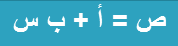 ص = أ + ب س